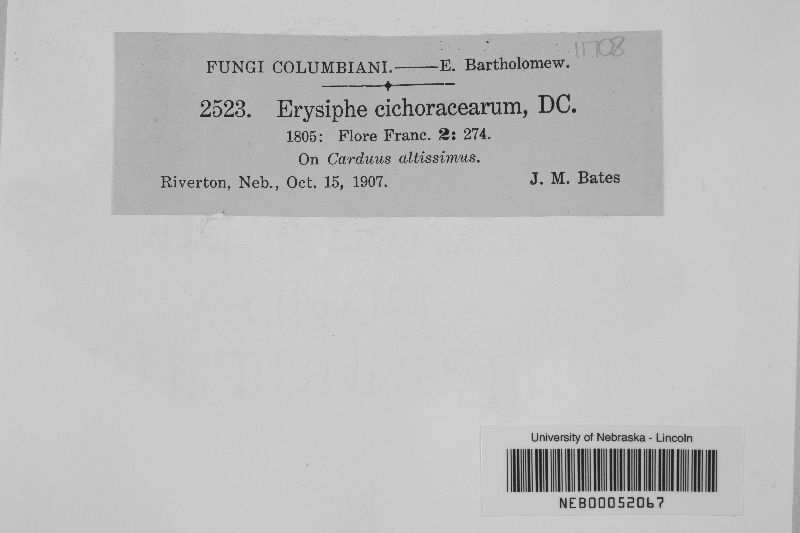 11708
FUNGI COLUMBIANI.——E. Bartholomew.
2523. Erysiphe cichoracearum, DC.
1805: Flore Franc. 2: 274.
On Carduus altissimus.
Riverton, Neb., Oct. 15, 1907. J. M. Bates
University of Nebraska - Lincoln
NEB00052067